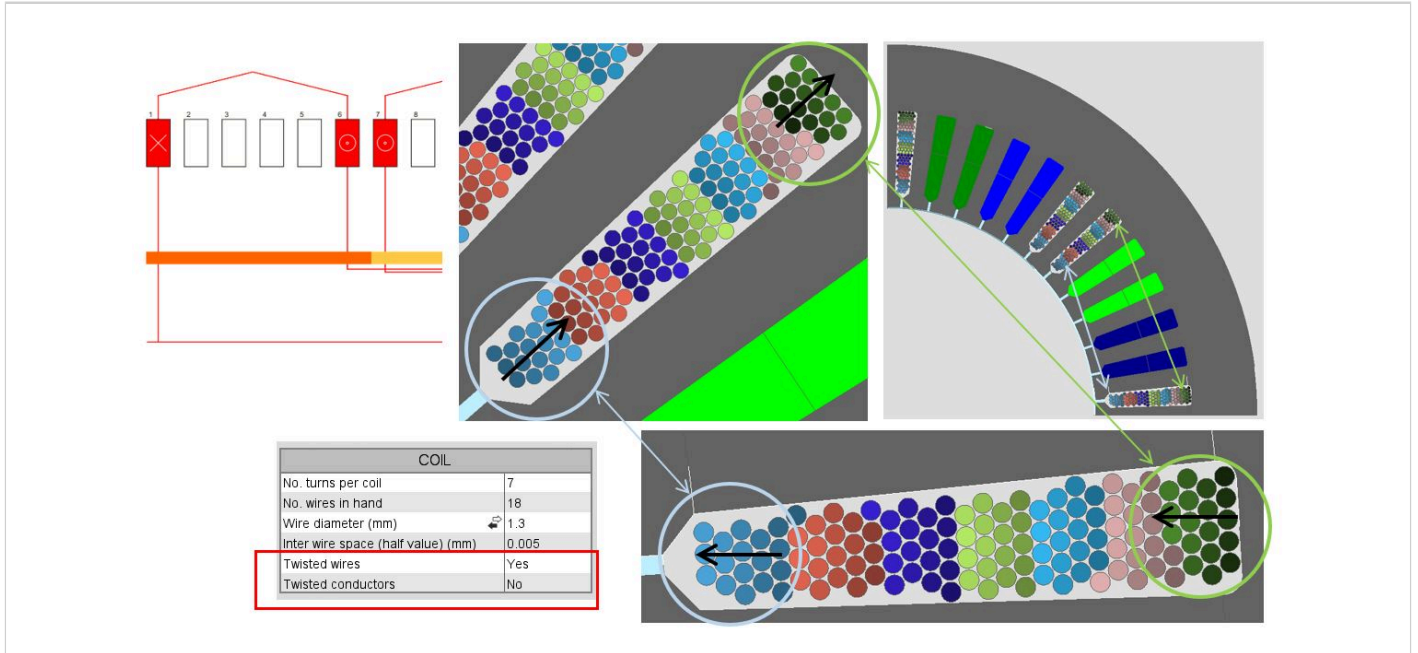 1 2 3 4 5 6 7 8
COIL
No. turns per coil 7
No. wires in hand 18
Wire diameter (mm) 1.3
Inter wire space (half value) (mm) 0.005
Twisted wires Yes
Twisted conductors No